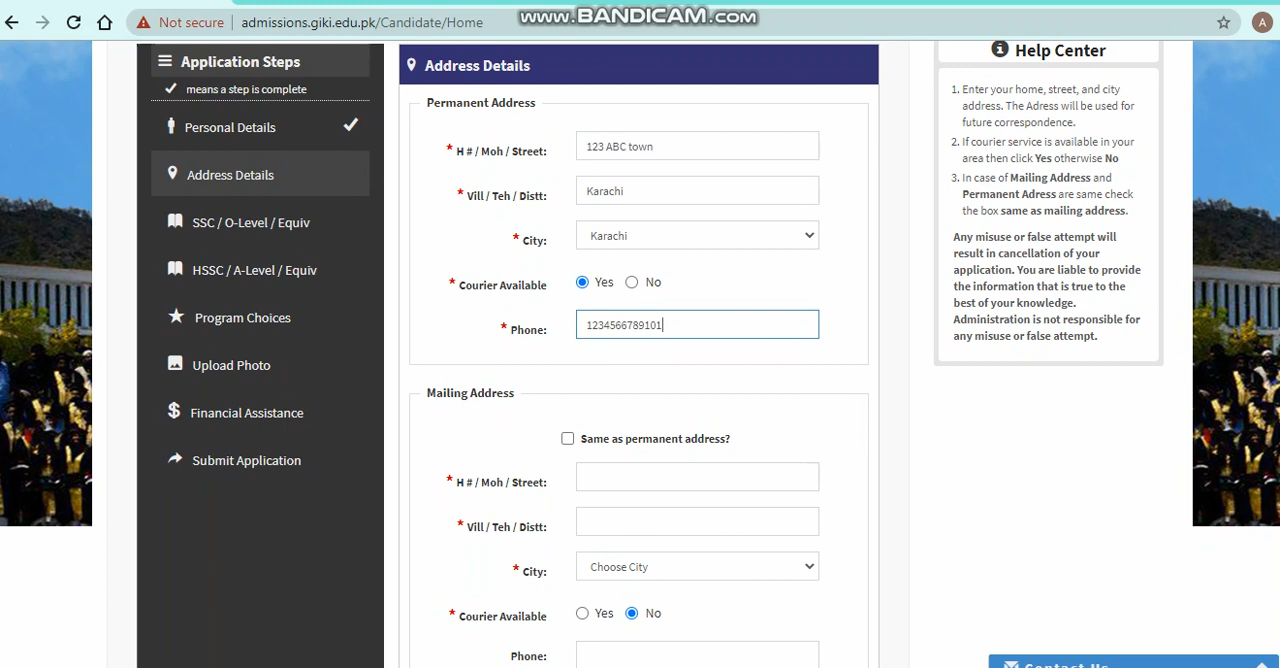 Not secure | admissions.giki.edu.pk/Candidate/Home
www.BANDICAM.com
A
Application Steps
means a step is complete
Personal Details
Address Details
SSC / O-Level / Equiv
HSSC / A-Level / Equiv
Program Choices
Upload Photo
Financial Assistance
Submit Application
Address Details
Permanent Address
* H # / Moh / Street: 123 ABC town
* Vill / Teh / Distt: Karachi
* City: Karachi
* Courier Available Yes No
* Phone: 1234566789101
Mailing Address
Same as permanent address?
* H # / Moh / Street:
* Vill / Teh / Distt:
* City: Choose City
* Courier Available Yes No
Phone:
Help Center
1. Enter your home, street, and city
address. The Adress will be used for
future correspondence.
2. If courier service is available in your
area then click Yes otherwise No
3. In case of Mailing Address and
Permanent Adress are same check
the box same as mailing address.
Any misuse or false attempt will
result in cancellation of your
application. You are liable to provide
the information that is true to the
best of your knowledge.
Administration is not responsible for
any misuse or false attempt.
Contact Us